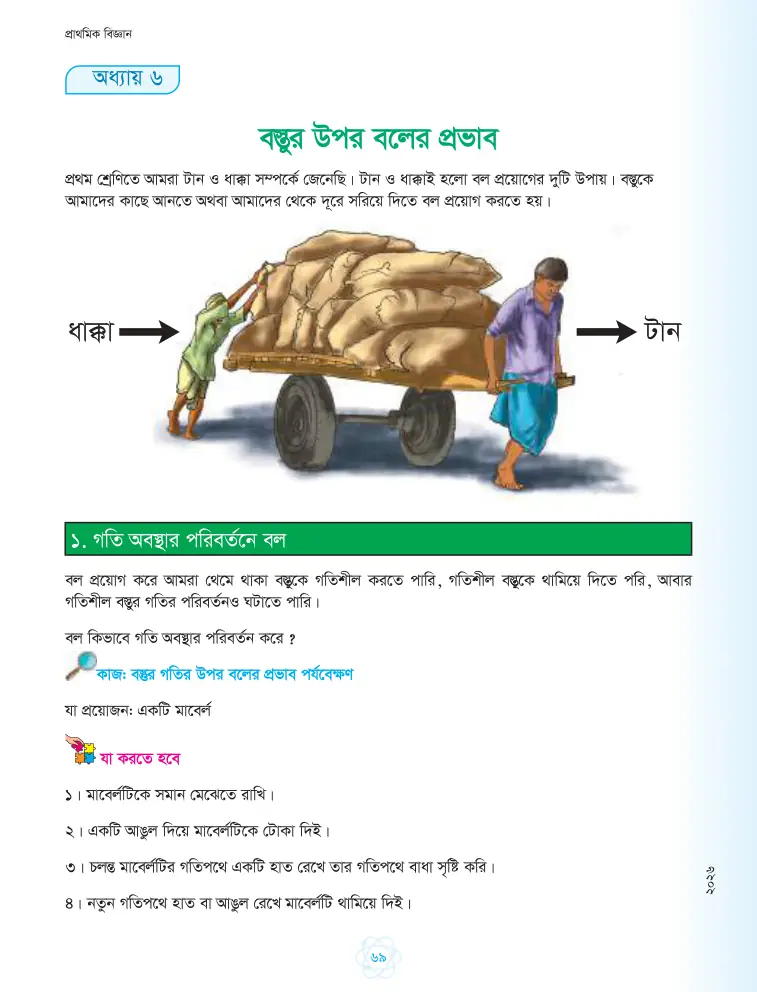 প্রাথমিক বিজ্ঞান
অধ্যায় ৬
বস্তুর উপর বলের প্রভাব
প্রথম শ্রেণিতে আমরা টান ও ধাক্কা সম্পর্কে জেনেছি। টান ও ধাক্কাই হলো বল প্রয়োগের দুটি উপায়। বস্তুকে
আমাদের কাছে আনতে অথবা আমাদের থেকে দূরে সরিয়ে দিতে বল প্রয়োগ করতে হয়।
ধাক্কা
টান
১. গতি অবস্থার পরিবর্তনে বল
বল প্রয়োগ করে আমরা থেমে থাকা বস্তুকে গতিশীল করতে পারি, গতিশীল বস্তুকে থামিয়ে দিতে পরি, আবার
গতিশীল বস্তুর গতির পরিবর্তনও ঘটাতে পারি।
বল কিভাবে গতি অবস্থার পরিবর্তন করে ?
কাজ: বস্তুর গতির উপর বলের প্রভাব পর্যবেক্ষণ
যা প্রয়োজন: একটি মাবের্ল
যা করতে হবে
১। মাবের্লটিকে সমান মেঝেতে রাখি।
২। একটি আঙুল দিয়ে মাবের্লটিকে টোকা দিই।
৩। চলন্ত মাবের্লটির গতিপথে একটি হাত রেখে তার গতিপথে বাধা সৃষ্টি করি।
৪। নতুন গতিপথে হাত বা আঙুল রেখে মাবের্লটি থামিয়ে দিই।
২০২৬
৬৯